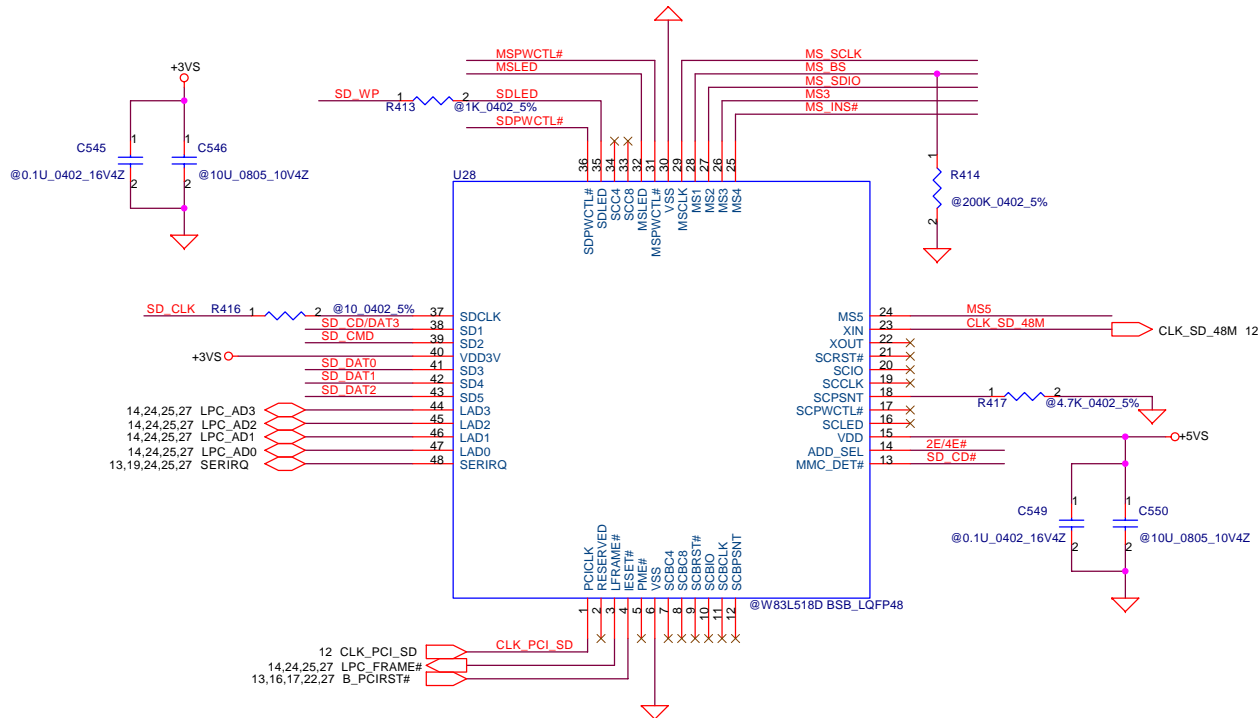 +3VS
C545
@0.1U_0402_16V4Z
1
2
C546
@10U_0805_10V4Z
1
2
MSPWCTL#
MSLED
SD_WP
1
R413
2
@1K_0402_5%
SDLED
SDPWCTL#
MS_SCLK
MS_BS
MS_SDIO
MS3
MS_INS#
1
R414
@200K_0402_5%
2
U28
36 SDPWCTL#
35 SDLED
34 SCC4
33 SCC8
32 MSLED
31 MSPWCTL#
30 VSS
29 MSCLK
28 MS1
27 MS2
26 MS3
25 MS4
SD_CLK R416 1 2 @10_0402_5% 37 SDCLK
SD_CD/DAT3 38 SD1
SD_CMD 39 SD2
+3VS 40 VDD3V
SD_DAT0 41 SD3
SD_DAT1 42 SD4
SD_DAT2 43 SD5
14,24,25,27 LPC_AD3 44 LAD3
14,24,25,27 LPC_AD2 45 LAD2
14,24,25,27 LPC_AD1 46 LAD1
14,24,25,27 LPC_AD0 47 LAD0
13,19,24,25,27 SERIRQ 48 SERIRQ
MS5 24 MS5
XIN 23 CLK_SD_48M CLK_SD_48M 12
XOUT 22
SCRST# 21
SCIO 20
SCCLK 19
SCPSNT 18 1 R417 2 @4.7K_0402_5%
SCPWCTL# 17
SCLED 16
VDD 15 +5VS
ADD_SEL 14 2E/4E#
MMC_DET# 13 SD_CD#
C549
@0.1U_0402_16V4Z
1
2
C550
@10U_0805_10V4Z
1
2
PCICLK 1
RESERVED 2
LFRAME# 3
IESET# 4
PME# 5
VSS 6
SCBC4 7
SCBC8 8
SCBRST# 9
SCBIO 10
SCBCLK 11
SCBPSNT 12
@W83L518D BSB_LQFP48
12 CLK_PCI_SD CLK_PCI_SD
14,24,25,27 LPC_FRAME#
13,16,17,22,27 B_PCIRST#